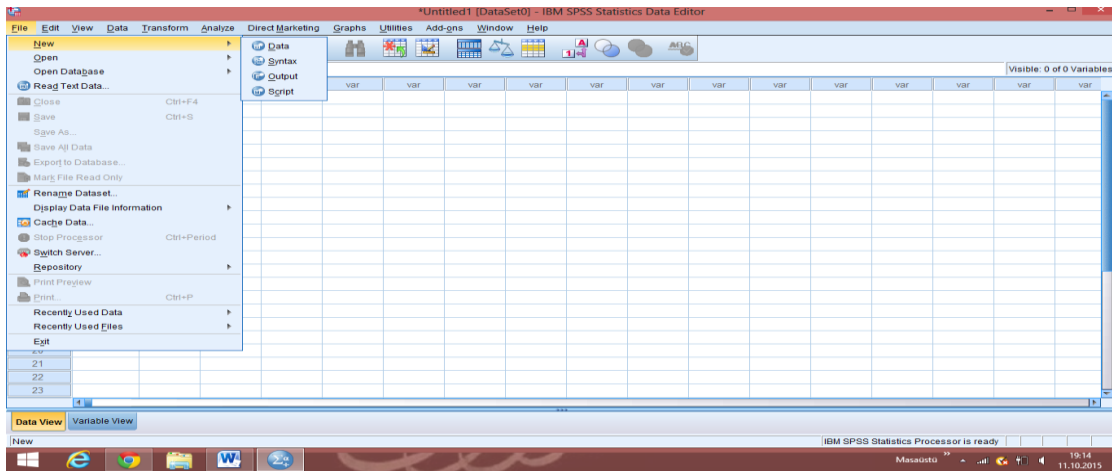 *Untitled1 [DataSet0] - IBM SPSS Statistics Data Editor
File Edit View Data Transform Analyze Direct Marketing Graphs Utilities Add-ons Window Help
New
Open
Open Database
Read Text Data...
Close Ctrl+F4
Save Ctrl+S
Save As...
Save All Data
Export to Database...
Mark File Read Only
Rename Dataset...
Display Data File Information
Cache Data...
Stop Processor Ctrl+Period
Switch Server...
Repository
Print Preview
Print... Ctrl+P
Recently Used Data
Recently Used Files
Exit
Data
Syntax
Output
Script
Visible: 0 of 0 Variables
var var var var var var var var var var var var
20
21
22
23
Data View Variable View
New
IBM SPSS Statistics Processor is ready
Masaüstü
19:14
11.10.2015